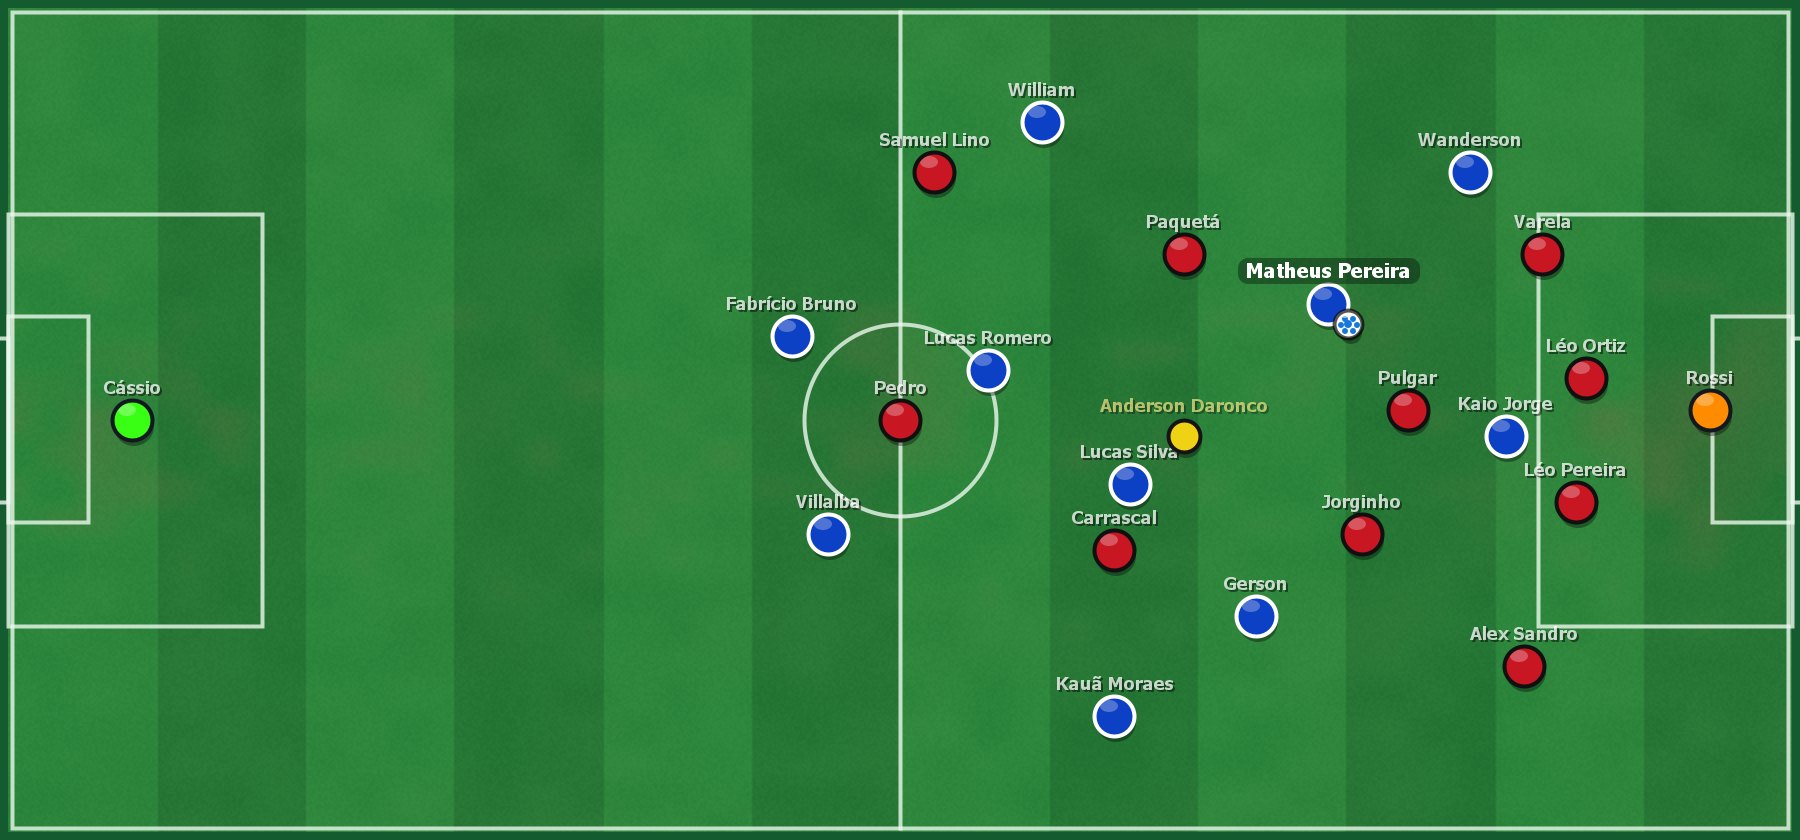 William
Samuel Lino
Wanderson
Paquetá
Varela
Matheus Pereira
Fabrício Bruno
Lucas Romero
Léo Ortiz
Cássio
Pedro
Pulgar
Rossi
Anderson Daronco
Kaio Jorge
Lucas Silva
Léo Pereira
Villalba
Carrascal
Jorginho
Gerson
Alex Sandro
Kauã Moraes